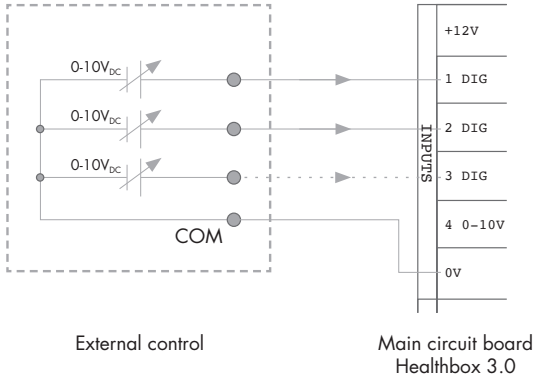 +12V
0-10VDC
1 DIG
0-10VDC
2 DIG
INPUTS
0-10VDC
3 DIG
4 0-10V
COM
0V
External control
Main circuit board
Healthbox 3.0